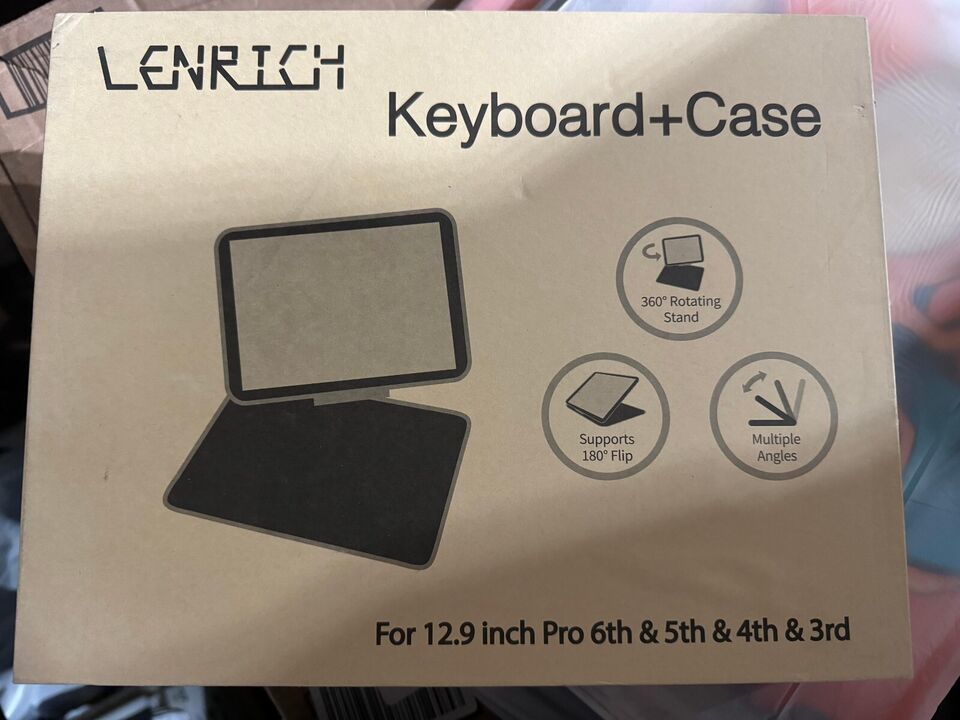 LENRICH
Keyboard+Case
360° Rotating
Stand
Supports
180° Flip
Multiple
Angles
For 12.9 inch Pro 6th & 5th & 4th & 3rd